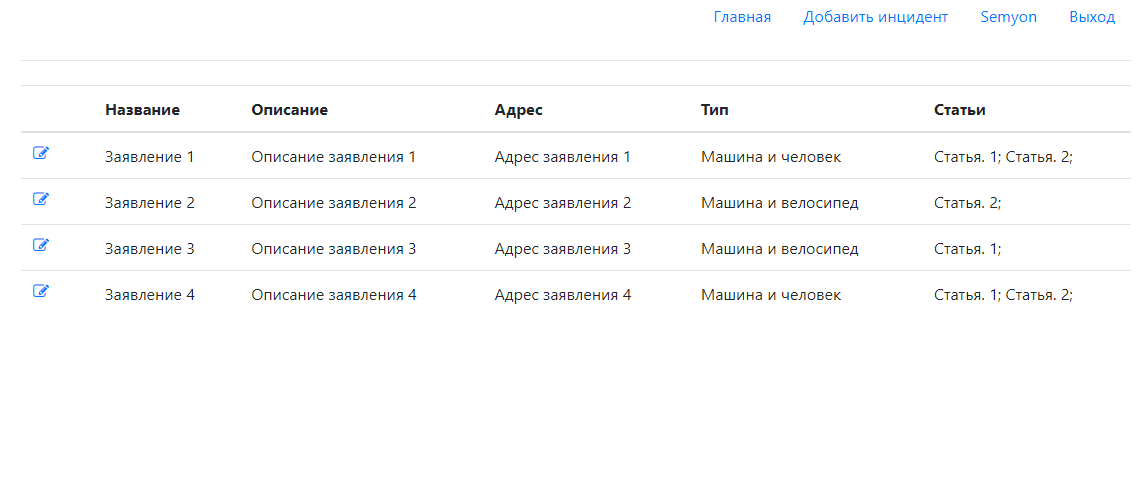 Главная Добавить инцидент Semyon Выход
Название Описание Адрес Тип Статьи
Заявление 1 Описание заявления 1 Адрес заявления 1 Машина и человек Статья. 1; Статья. 2;
Заявление 2 Описание заявления 2 Адрес заявления 2 Машина и велосипед Статья. 2;
Заявление 3 Описание заявления 3 Адрес заявления 3 Машина и велосипед Статья. 1;
Заявление 4 Описание заявления 4 Адрес заявления 4 Машина и человек Статья. 1; Статья. 2;